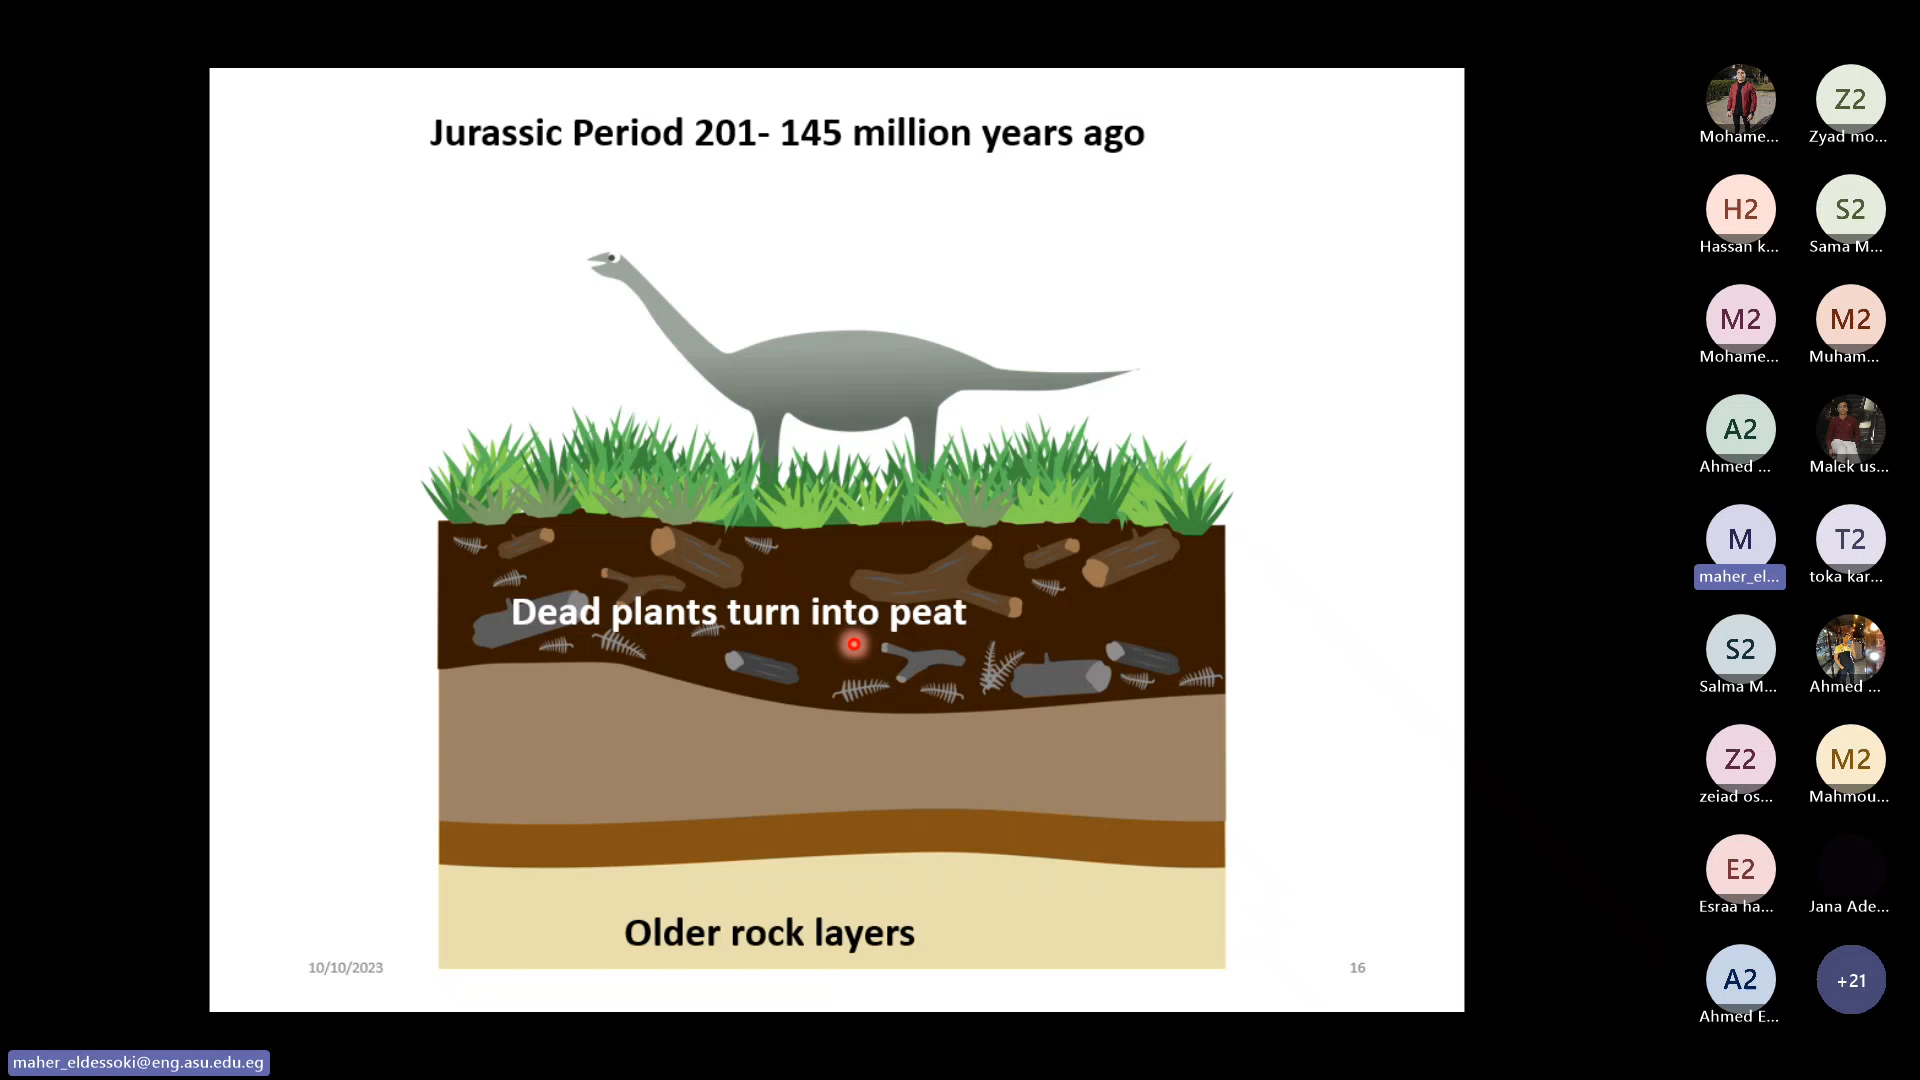 Jurassic Period 201- 145 million years ago
Dead plants turn into peat
Older rock layers
10/10/2023
16
Mohame...
Z2
Zyad mo...
H2
Hassan k...
S2
Sama M...
M2
Mohame...
M2
Muham...
A2
Ahmed ...
Malek us...
M
maher_el...
T2
toka kar...
S2
Salma M...
Ahmed ...
Z2
zeiad os...
M2
Mahmou...
E2
Esraa ha...
Jana Ade...
A2
Ahmed E...
+21
maher_eldessoki@eng.asu.edu.eg